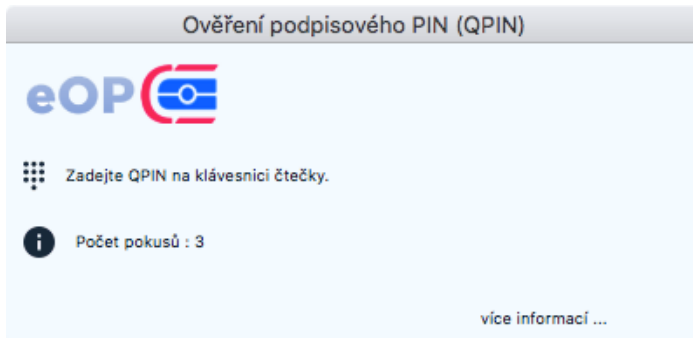 Ověření podpisového PIN (QPIN)
eOP
Zadejte QPIN na klávesnici čtečky.
Počet pokusů : 3
více informací ...